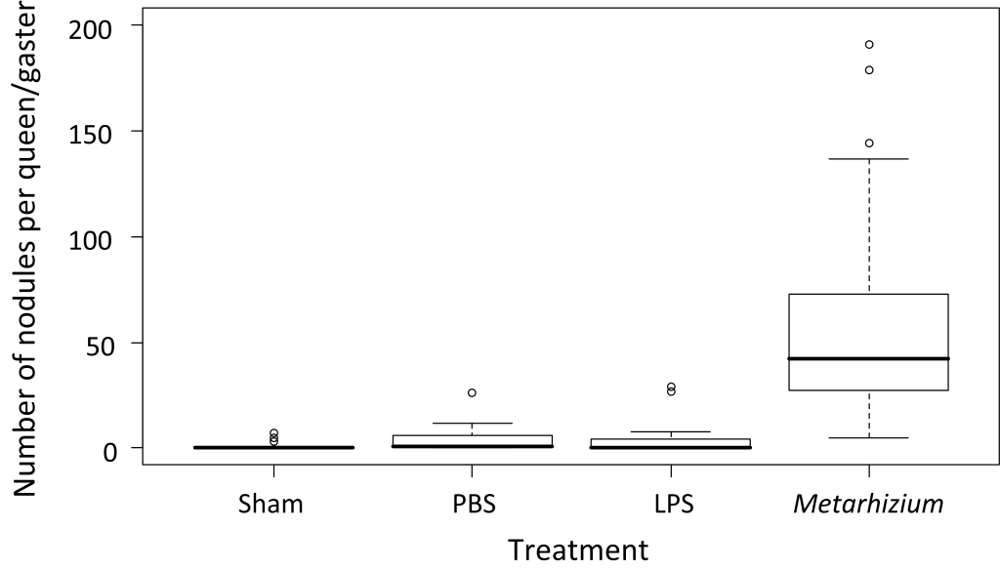 Number of nodules per queen/gaster
200
150
100
50
0
Sham PBS LPS Metarhizium
Treatment